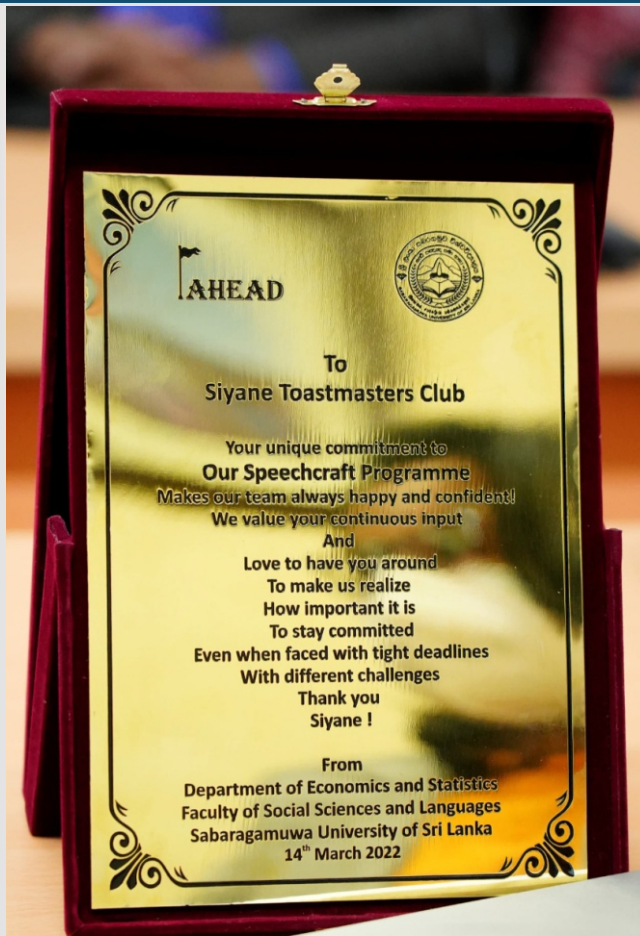 AHEAD
To
Siyane Toastmasters Club
Your unique commitment to
Our Speechcraft Programme
Makes our team always happy and confident!
We value your continuous input
And
Love to have you around
To make us realize
How important it is
To stay committed
Even when faced with tight deadlines
With different challenges
Thank you
Siyane !
From
Department of Economics and Statistics
Faculty of Social Sciences and Languages
Sabaragamuwa University of Sri Lanka
14th March 2022